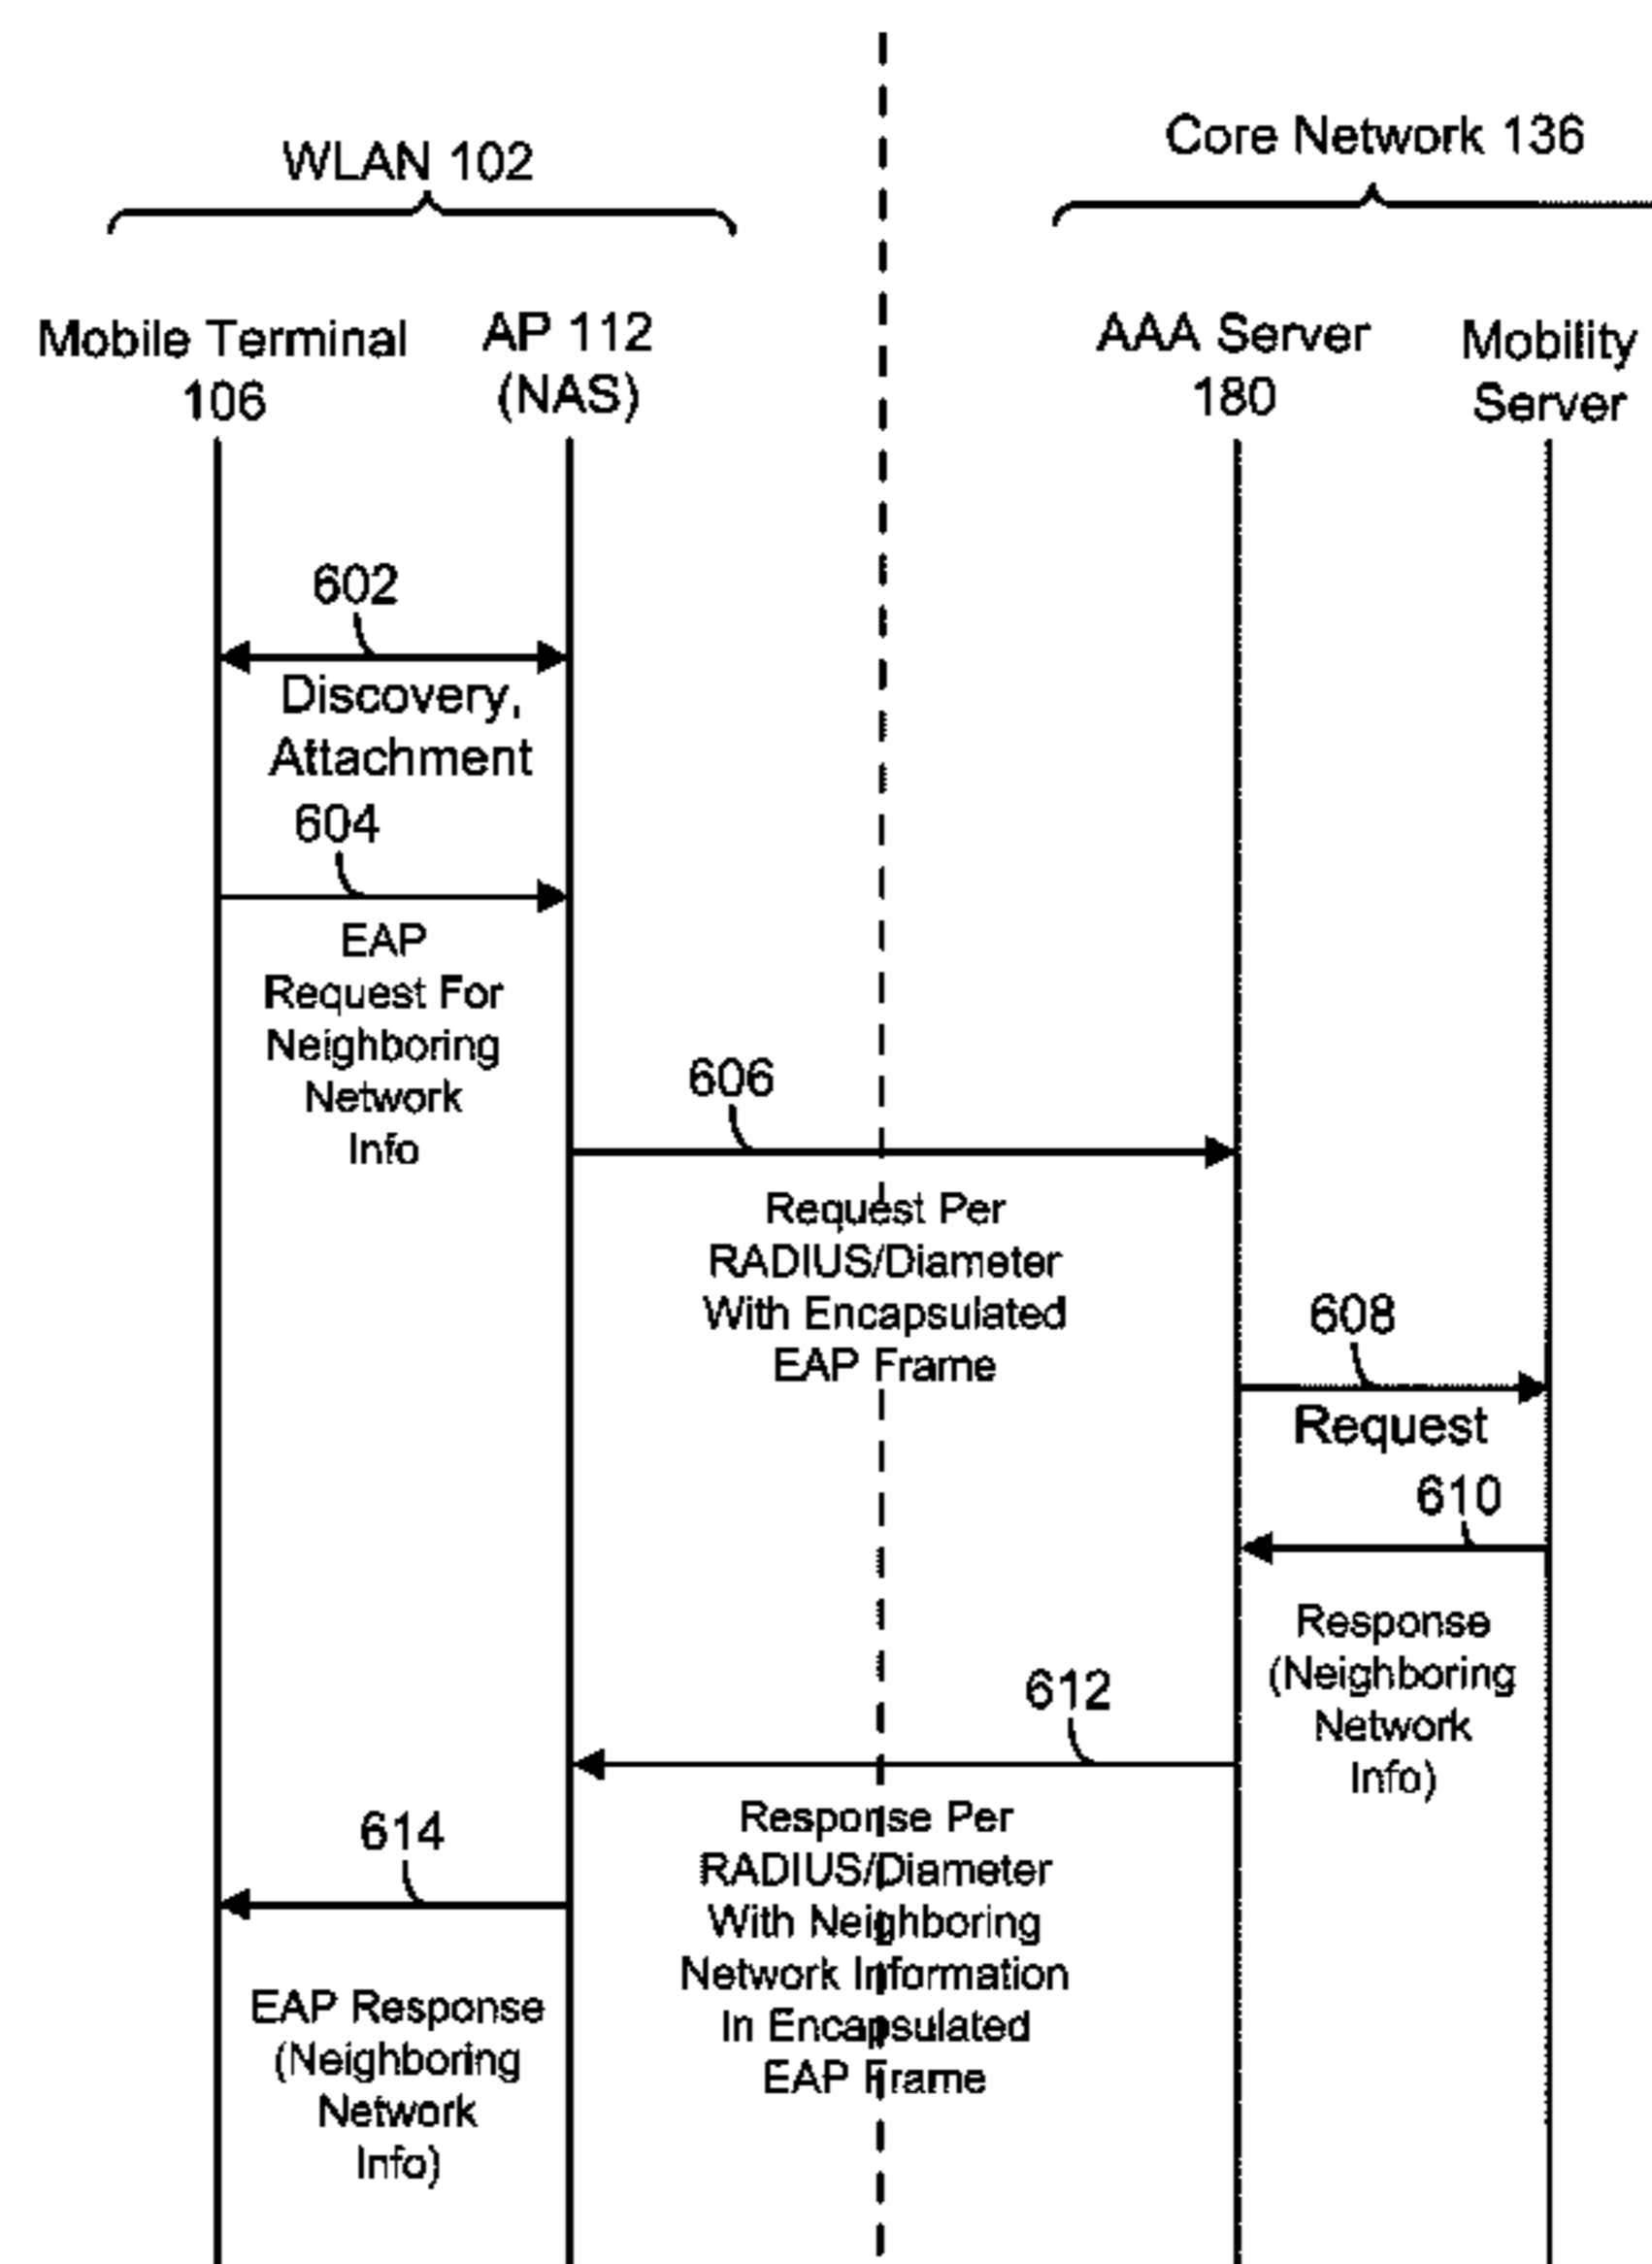 WLAN 102
Core Network 136
Mobile Terminal
106
AP 112
(NAS)
AAA Server
180
Mobility
Server
602
Discovery,
Attachment
604
EAP
Request For
Neighboring
Network
Info
606
Request Per
RADIUS/Diameter
With Encapsulated
EAP Frame
608
Request
610
Response
(Neighboring
Network
Info)
612
Response Per
RADIUS/Diameter
With Neighboring
Network Information
In Encapsulated
EAP Frame
614
EAP Response
(Neighboring
Network
Info)